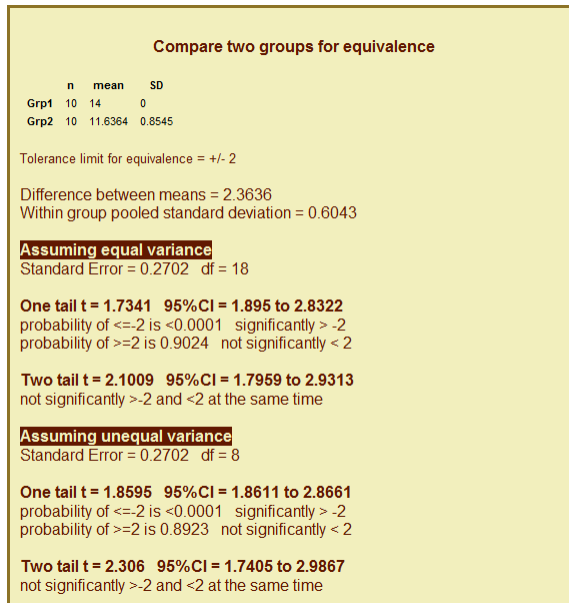 Compare two groups for equivalence
n mean SD
Grp1 10 14 0
Grp2 10 11.6364 0.8545
Tolerance limit for equivalence = +/- 2
Difference between means = 2.3636
Within group pooled standard deviation = 0.6043
Assuming equal variance
Standard Error = 0.2702 df = 18
One tail t = 1.7341 95%CI = 1.895 to 2.8322
probability of <=-2 is <0.0001 significantly > -2
probability of >=2 is 0.9024 not significantly < 2
Two tail t = 2.1009 95%CI = 1.7959 to 2.9313
not significantly >-2 and <2 at the same time
Assuming unequal variance
Standard Error = 0.2702 df = 8
One tail t = 1.8595 95%CI = 1.8611 to 2.8661
probability of <=-2 is <0.0001 significantly > -2
probability of >=2 is 0.8923 not significantly < 2
Two tail t = 2.306 95%CI = 1.7405 to 2.9867
not significantly >-2 and <2 at the same time